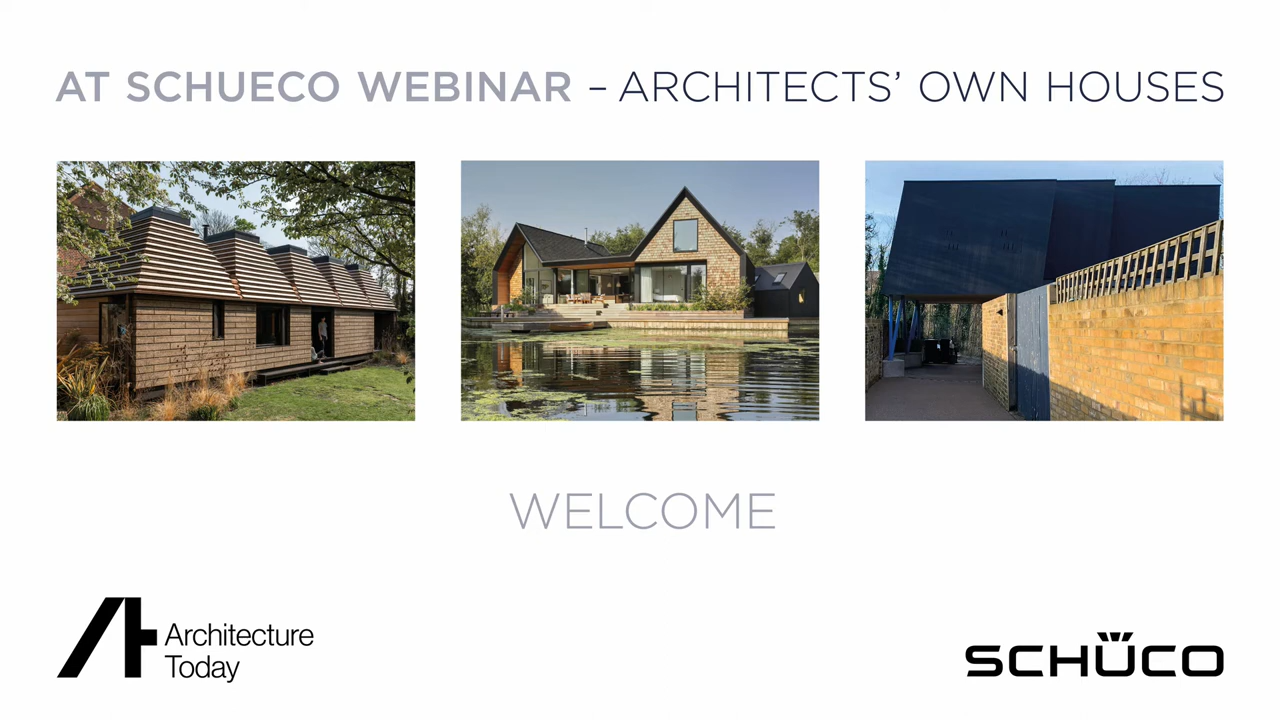 AT SCHUECO WEBINAR – ARCHITECTS’ OWN HOUSES
WELCOME
Architecture
Today
SCHÜCO